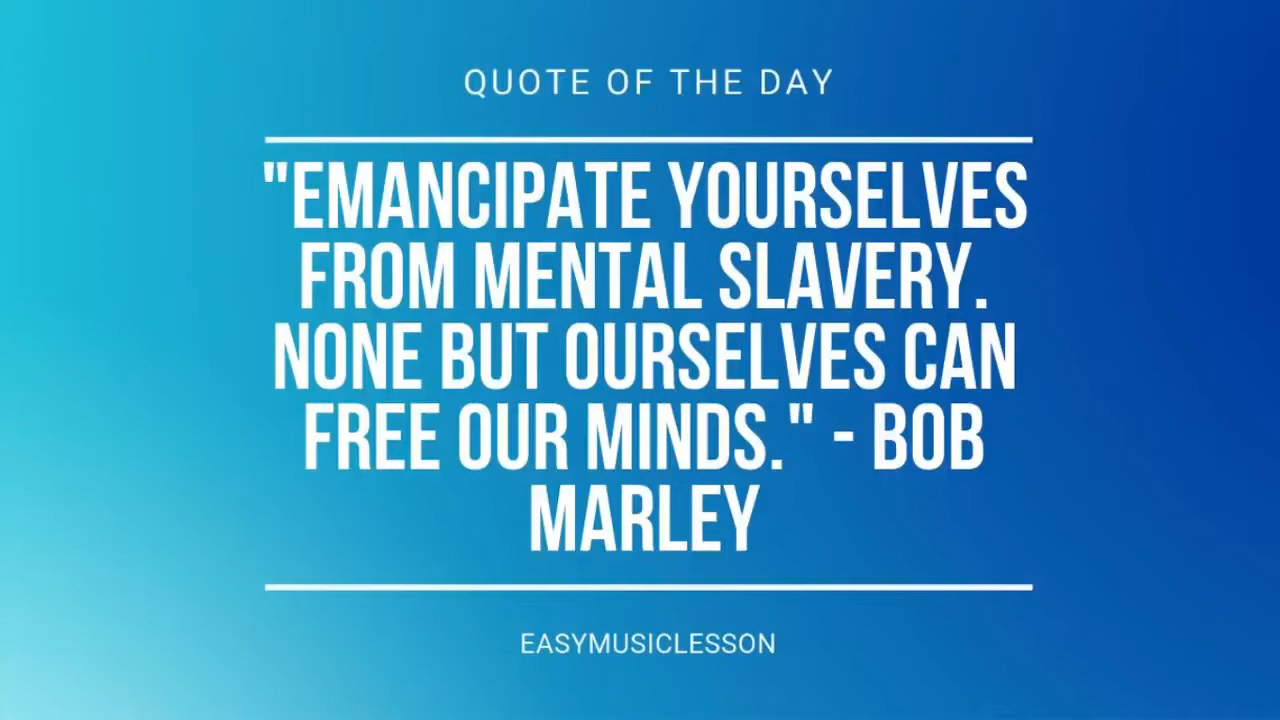 QUOTE OF THE DAY
"EMANCIPATE YOURSELVES
FROM MENTAL SLAVERY.
NONE BUT OURSELVES CAN
FREE OUR MINDS." - BOB
MARLEY
EASYMUSICLESSON